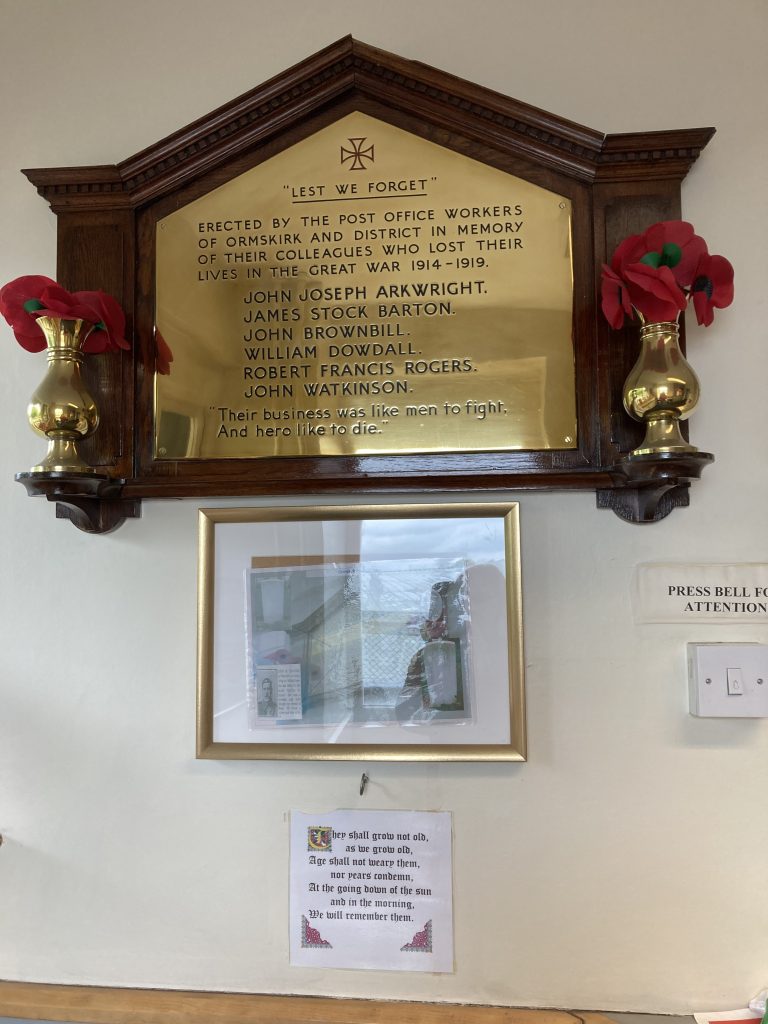 "LEST WE FORGET"
ERECTED BY THE POST OFFICE WORKERS
OF ORMSKIRK AND DISTRICT IN MEMORY
OF THEIR COLLEAGUES WHO LOST THEIR
LIVES IN THE GREAT WAR 1914-1919.
JOHN JOSEPH ARKWRIGHT.
JAMES STOCK BARTON.
JOHN BROWNBILL.
WILLIAM DOWDALL.
ROBERT FRANCIS ROGERS.
JOHN WATKINSON.
"Their business was like men to fight,
And hero like to die."
PRESS BELL FO
ATTENTION
They shall grow not old,
as we grow old,
Age shall not weary them,
nor years condemn,
At the going down of the sun
and in the morning,
We will remember them.